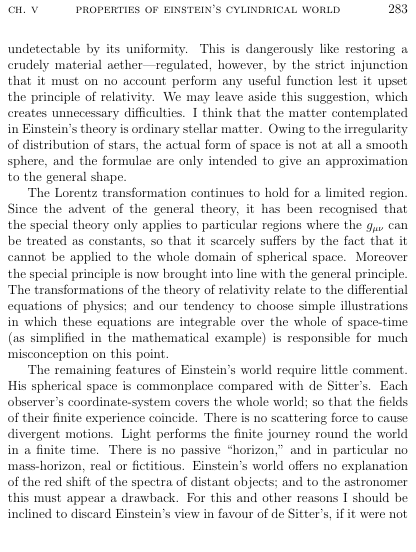 CH. V PROPERTIES OF EINSTEIN'S CYLINDRICAL WORLD 283
undetectable by its uniformity. This is dangerously like restoring a
crudely material aether—regulated, however, by the strict injunction
that it must on no account perform any useful function lest it upset
the principle of relativity. We may leave aside this suggestion, which
creates unnecessary difficulties. I think that the matter contemplated
in Einstein's theory is ordinary stellar matter. Owing to the irregularity
of distribution of stars, the actual form of space is not at all a smooth
sphere, and the formulae are only intended to give an approximation
to the general shape.
The Lorentz transformation continues to hold for a limited region.
Since the advent of the general theory, it has been recognised that
the special theory only applies to particular regions where the gμν can
be treated as constants, so that it scarcely suffers by the fact that it
cannot be applied to the whole domain of spherical space. Moreover
the special principle is now brought into line with the general principle.
The transformations of the theory of relativity relate to the differential
equations of physics; and our tendency to choose simple illustrations
in which these equations are integrable over the whole of space-time
(as simplified in the mathematical example) is responsible for much
misconception on this point.
The remaining features of Einstein's world require little comment.
His spherical space is commonplace compared with de Sitter's. Each
observer's coordinate-system covers the whole world; so that the fields
of their finite experience coincide. There is no scattering force to cause
divergent motions. Light performs the finite journey round the world
in a finite time. There is no passive “horizon,” and in particular no
mass-horizon, real or fictitious. Einstein's world offers no explanation
of the red shift of the spectra of distant objects; and to the astronomer
this must appear a drawback. For this and other reasons I should be
inclined to discard Einstein's view in favour of de Sitter's, if it were not